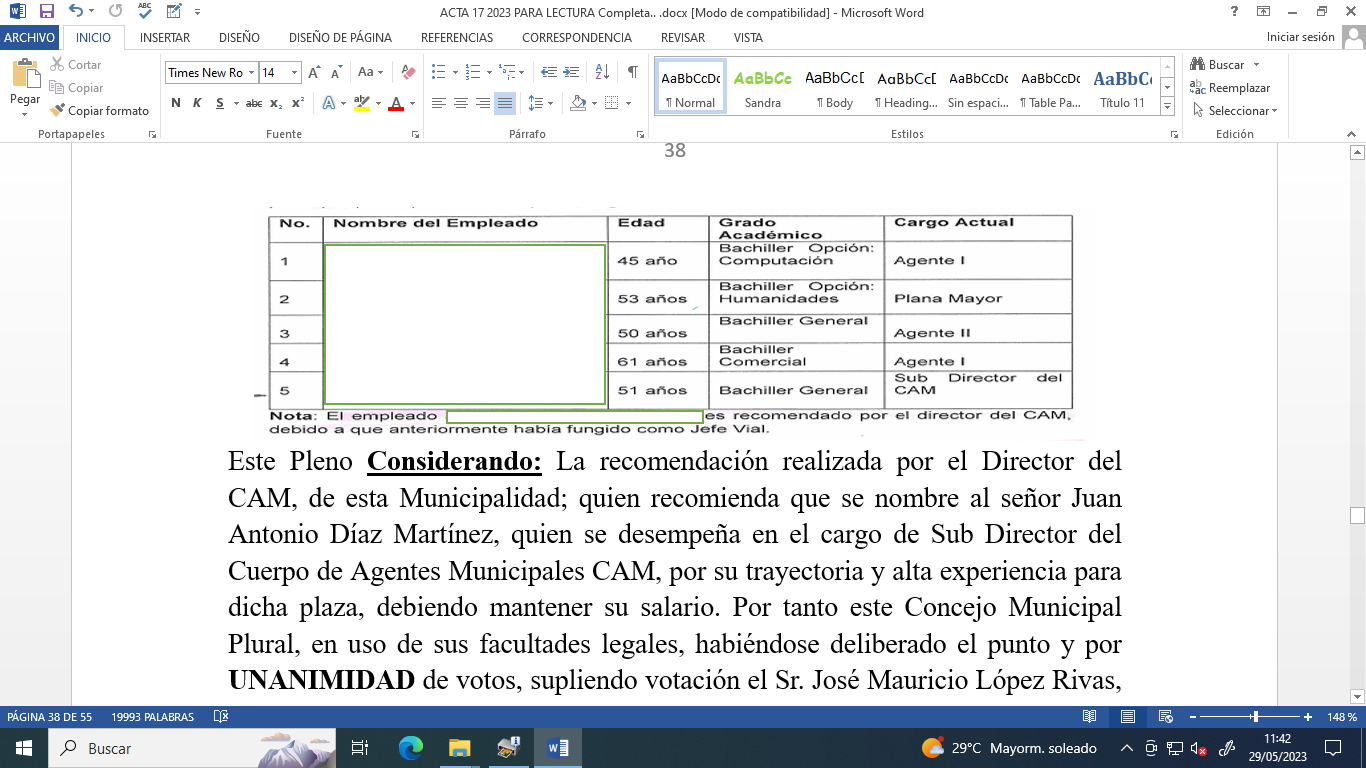 ACTA 17 2023 PARA LECTURA Completa.. .docx [Modo de compatibilidad] - Microsoft Word
ARCHIVO INICIO INSERTAR DISEÑO DISEÑO DE PÁGINA REFERENCIAS CORRESPONDENCIA REVISAR VISTA Iniciar sesión
Pegar
Cortar
Copiar
Copiar formato
Portapapeles
Times New Ro 14
N K S abc x₂ x² A ab A
Fuente
Párrafo
AaBbCcDc AaBbCc AaBbCcD AaBbCcD AaBbCcDc AaBbCcDc AaBbC
¶ Normal Sandra ¶ Body ¶ Heading... Sin espaci... ¶ Table Pa... Título 11
Estilos
Buscar
Reemplazar
Seleccionar
Edición
38
No. Nombre del Empleado Edad Grado Académico Cargo Actual
1 45 año Bachiller Opción: Computación Agente I
2 53 años Bachiller Opción: Humanidades Plana Mayor
3 50 años Bachiller General Agente II
4 61 años Bachiller Comercial Agente I
5 51 años Bachiller General Sub Director del CAM
Nota: El empleado es recomendado por el director del CAM,
debido a que anteriormente había fungido como Jefe Vial.
Este Pleno Considerando: La recomendación realizada por el Director del
CAM, de esta Municipalidad; quien recomienda que se nombre al señor Juan
Antonio Díaz Martínez, quien se desempeña en el cargo de Sub Director del
Cuerpo de Agentes Municipales CAM, por su trayectoria y alta experiencia para
dicha plaza, debiendo mantener su salario. Por tanto este Concejo Municipal
Plural, en uso de sus facultades legales, habiéndose deliberado el punto y por
UNANIMIDAD de votos, supliendo votación el Sr. José Mauricio López Rivas,
PÁGINA 38 DE 55 19993 PALABRAS 148 %
Buscar 29°C Mayorm. soleado 11:42
29/05/2023